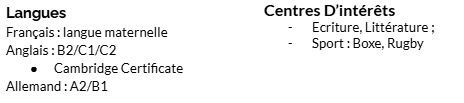 Langues
Français : langue maternelle
Anglais : B2/C1/C2
● Cambridge Certificate
Allemand : A2/B1
Centres D’intérêts
- Ecriture, Littérature ;
- Sport : Boxe, Rugby